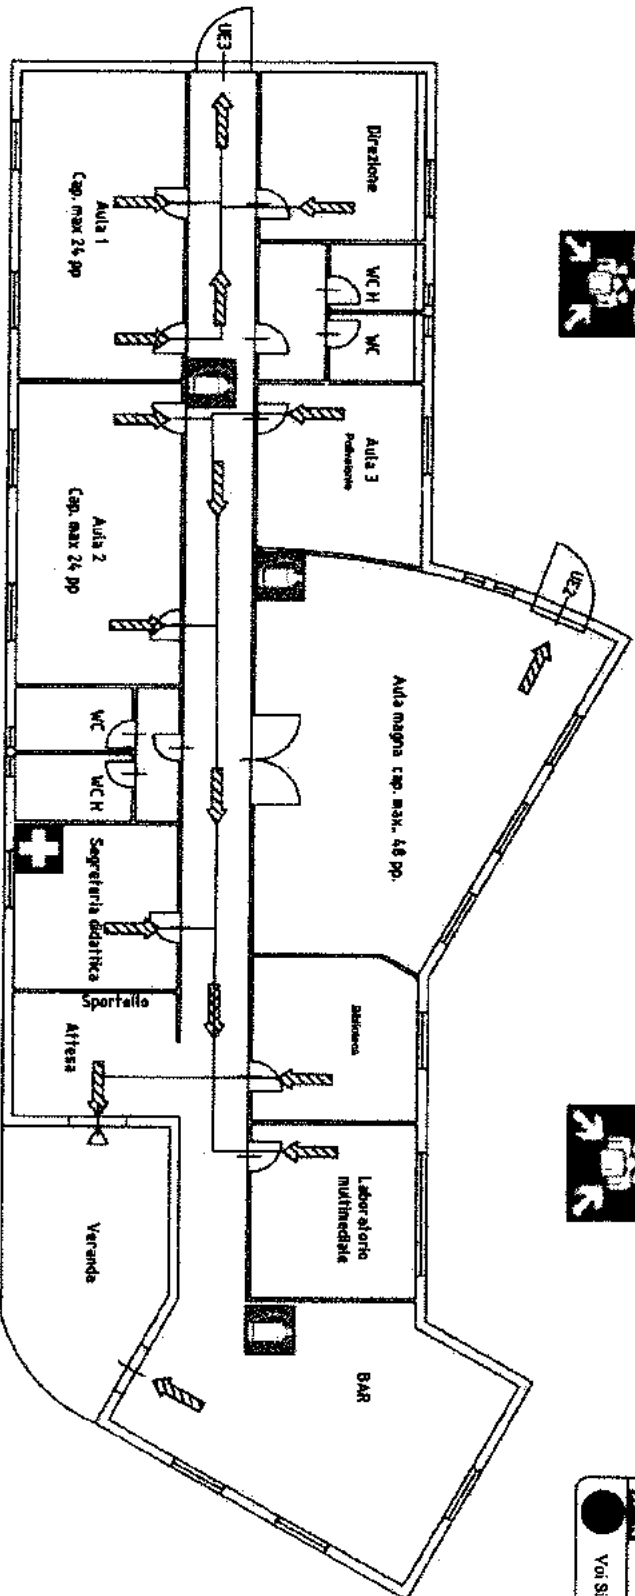 UE3
Direzione
Aula 1
Cap. max 24 pp
WC H
WC
Aula 3
Aula 2
Cap. max 24 pp
UE2
Aula magna cap. max.. 48 pp.
WC
WC H
Segreteria didattica
Sportello
Attesa
Biblioteca
Laboratorio
multimediale
Veranda
BAR
Voi